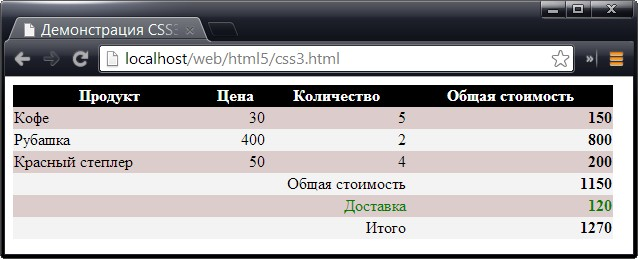 Демонстрация CSS3
localhost/web/html5/css3.html
Продукт Цена Количество Общая стоимость
Кофе 30 5 150
Рубашка 400 2 800
Красный степлер 50 4 200
Общая стоимость 1150
Доставка 120
Итого 1270